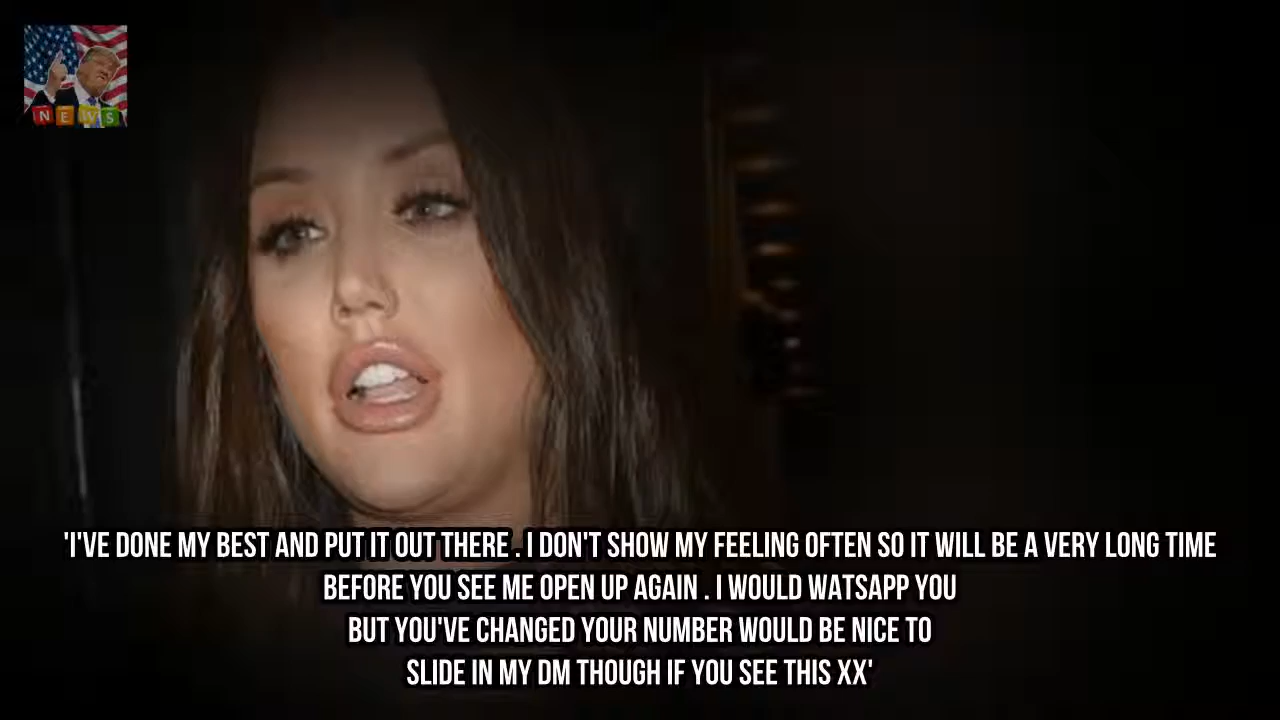 NEWS
'I'VE DONE MY BEST AND PUT IT OUT THERE . I DON'T SHOW MY FEELING OFTEN SO IT WILL BE A VERY LONG TIME
BEFORE YOU SEE ME OPEN UP AGAIN . I WOULD WATSAPP YOU
BUT YOU'VE CHANGED YOUR NUMBER WOULD BE NICE TO
SLIDE IN MY DM THOUGH IF YOU SEE THIS XX'